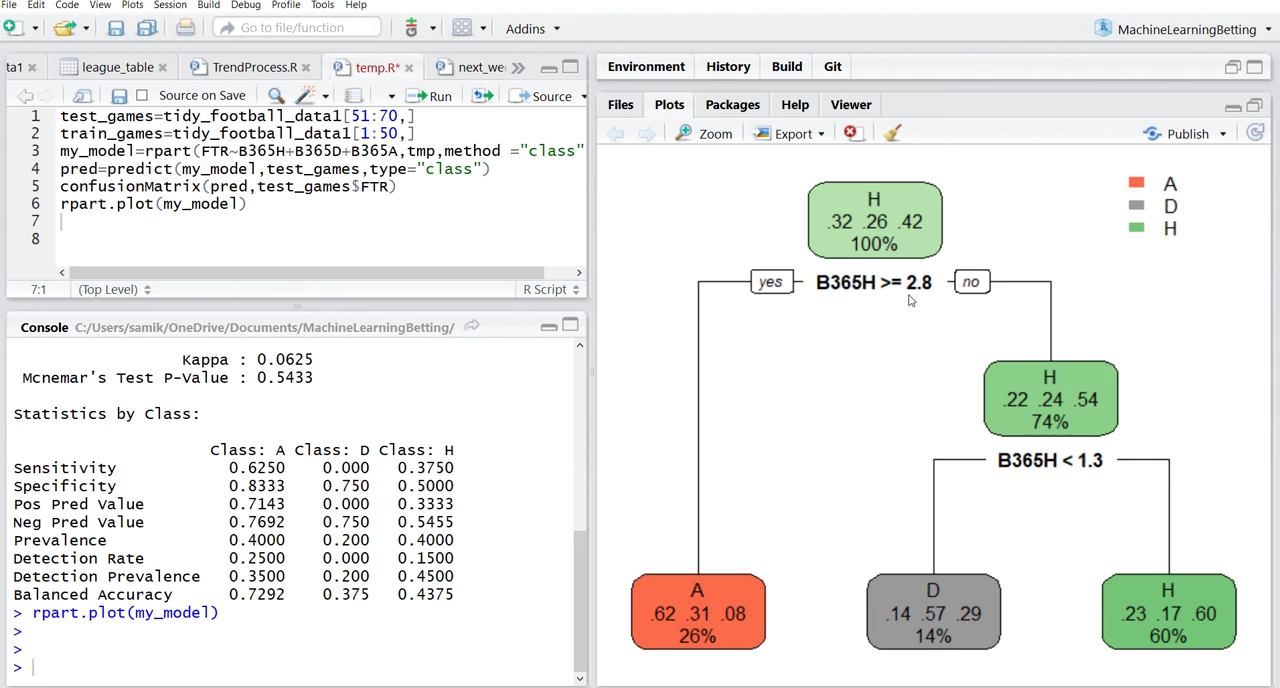 File Edit Code View Plots Session Build Debug Profile Tools Help
Go to file/function
Addins
MachineLearningBetting
ta1
league_table
TrendProcess.R
temp.R*
next_we
Source on Save
Run
Source
1 test_games=tidy_football_data1[51:70,]
2 train_games=tidy_football_data1[1:50,]
3 my_model=rpart(FTR~B365H+B365D+B365A,tmp,method ="class"
4 pred=predict(my_model,test_games,type="class")
5 confusionMatrix(pred,test_games$FTR)
6 rpart.plot(my_model)
7
8
7:1 (Top Level) R Script
Console C:/Users/samik/OneDrive/Documents/MachineLearningBetting/
Kappa : 0.0625
Mcnemar's Test P-Value : 0.5433
Statistics by Class:
Class: A Class: D Class: H
Sensitivity 0.6250 0.000 0.3750
Specificity 0.8333 0.750 0.5000
Pos Pred Value 0.7143 0.000 0.3333
Neg Pred Value 0.7692 0.750 0.5455
Prevalence 0.4000 0.200 0.4000
Detection Rate 0.2500 0.000 0.1500
Detection Prevalence 0.3500 0.200 0.4500
Balanced Accuracy 0.7292 0.375 0.4375
> rpart.plot(my_model)
>
>
>
Environment History Build Git
Files Plots Packages Help Viewer
Zoom Export Publish
A
D
H
H
.32 .26 .42
100%
yes B365H >= 2.8 no
H
.22 .24 .54
74%
B365H < 1.3
A
.62 .31 .08
26%
D
.14 .57 .29
14%
H
.23 .17 .60
60%